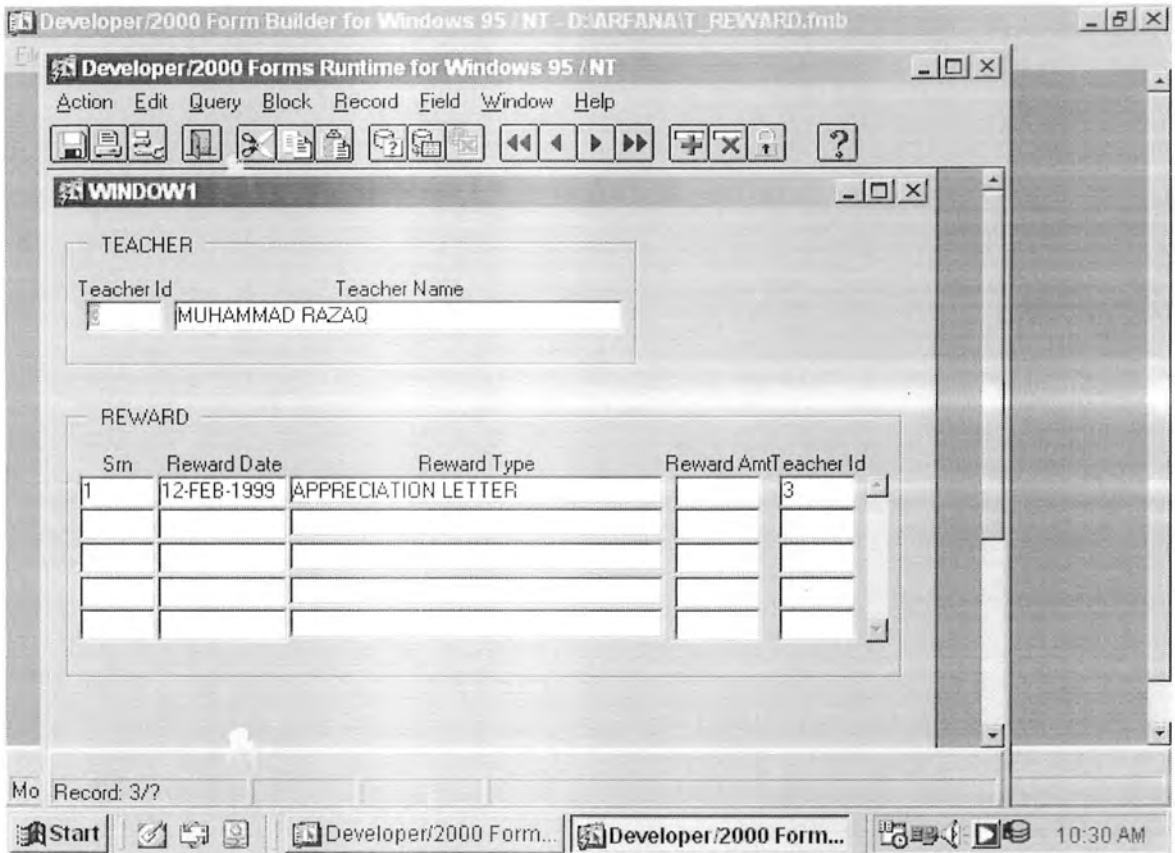 Developer/2000 Form Builder for Windows 95 / NT - D:\ARFANA\T_REWARD.fmb
Developer/2000 Forms Runtime for Windows 95 / NT
Action Edit Query Block Record Field Window Help
WINDOW1
TEACHER
Teacher Id Teacher Name
MUHAMMAD RAZAQ
REWARD
Srn Reward Date Reward Type Reward Amt Teacher Id
1 12-FEB-1999 APPRECIATION LETTER 3
Mo Record: 3/?
Start Developer/2000 Form... Developer/2000 Form... 10:30 AM